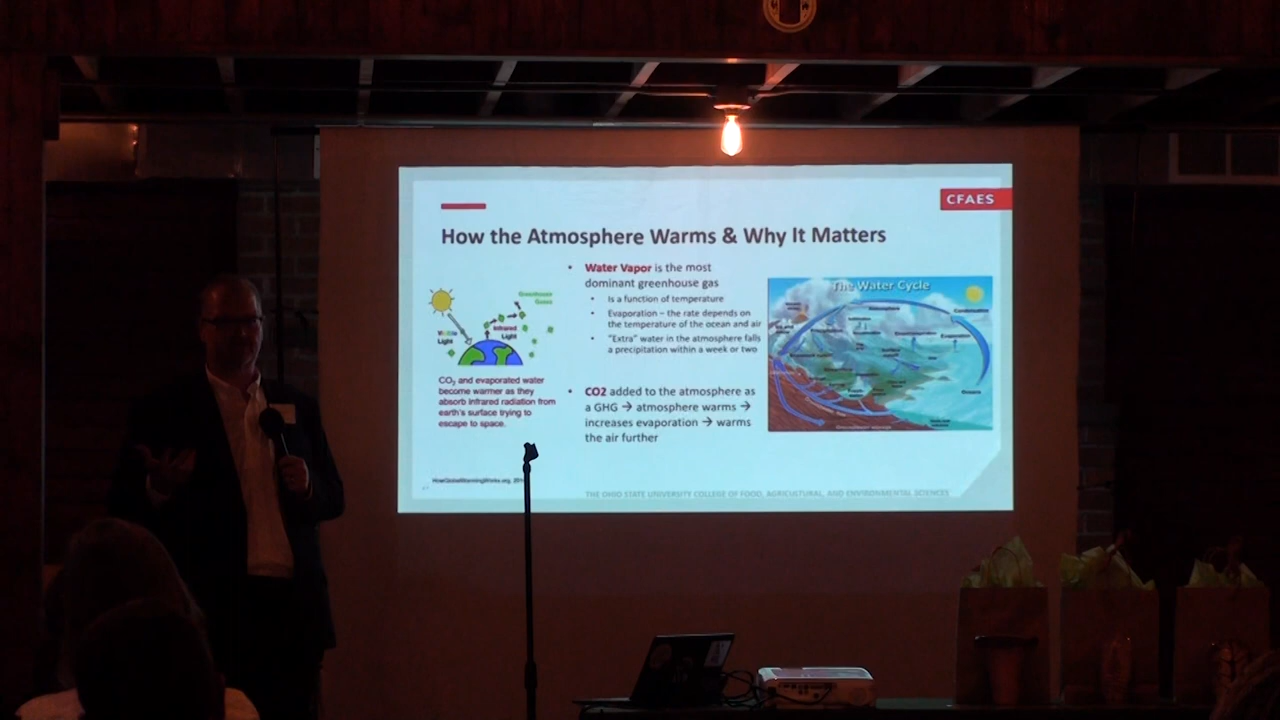 CFAES
How the Atmosphere Warms & Why It Matters
• Water Vapor is the most
dominant greenhouse gas
• Is a function of temperature
• Evaporation – the rate depends on
the temperature of the ocean and air
• "Extra" water in the atmosphere falls
a precipitation within a week or two
• CO2 added to the atmosphere as
a GHG → atmosphere warms →
increases evaporation → warms
the air further
Greenhouse
Gases
Visible
Light
Infrared
Light
CO₂ and evaporated water
become warmer as they
absorb infrared radiation from
earth's surface trying to
escape to space.
The Water Cycle
Condensation
Evaporation
Oceans
HowGlobalWarmingWorks.org,
THE OHIO STATE UNIVERSITY COLLEGE OF FOOD, AGRICULTURAL, AND ENVIRONMENTAL SCIENCES